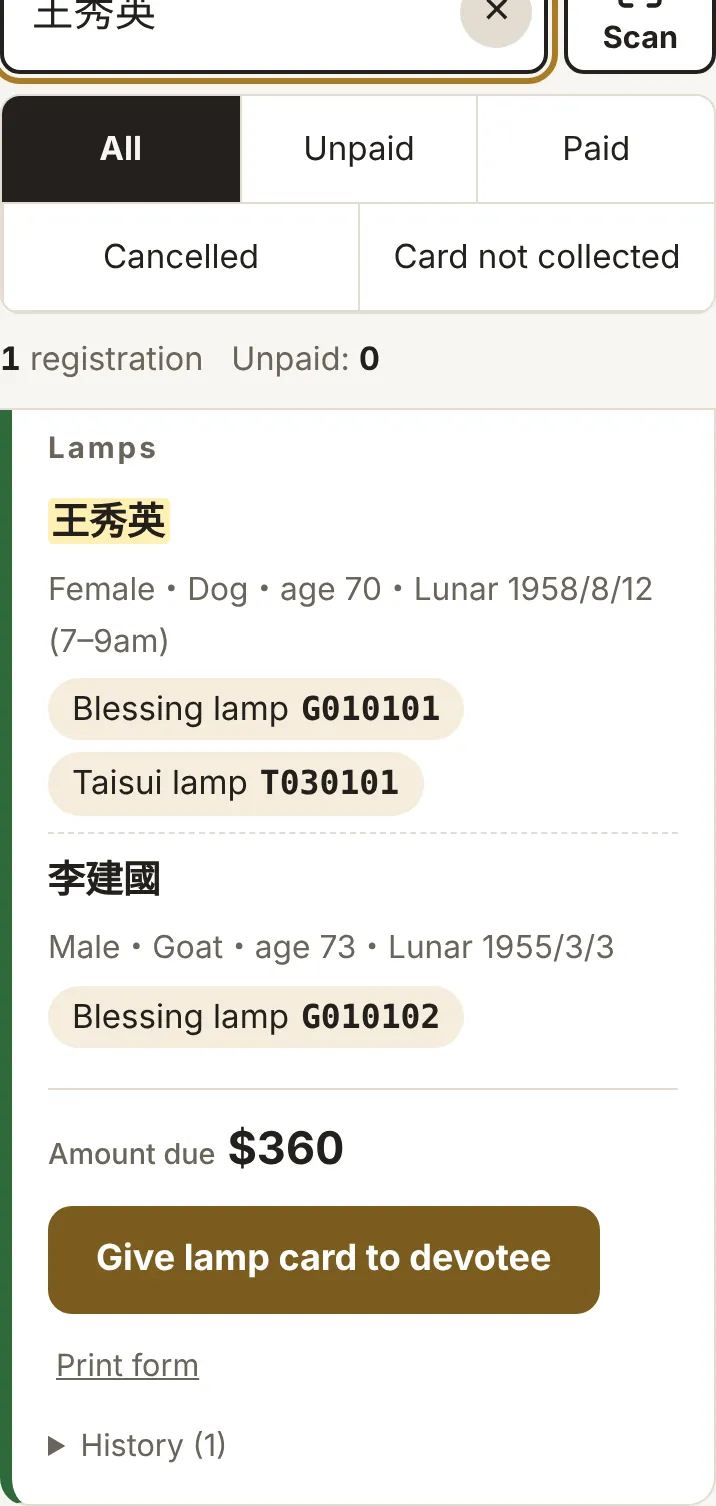 王秀英
Scan
All
Unpaid
Paid
Cancelled
Card not collected
1 registration Unpaid: 0
Lamps
王秀英
Female • Dog • age 70 • Lunar 1958/8/12
(7–9am)
Blessing lamp G010101
Taisui lamp T030101
李建國
Male • Goat • age 73 • Lunar 1955/3/3
Blessing lamp G010102
Amount due $360
Give lamp card to devotee
Print form
History (1)